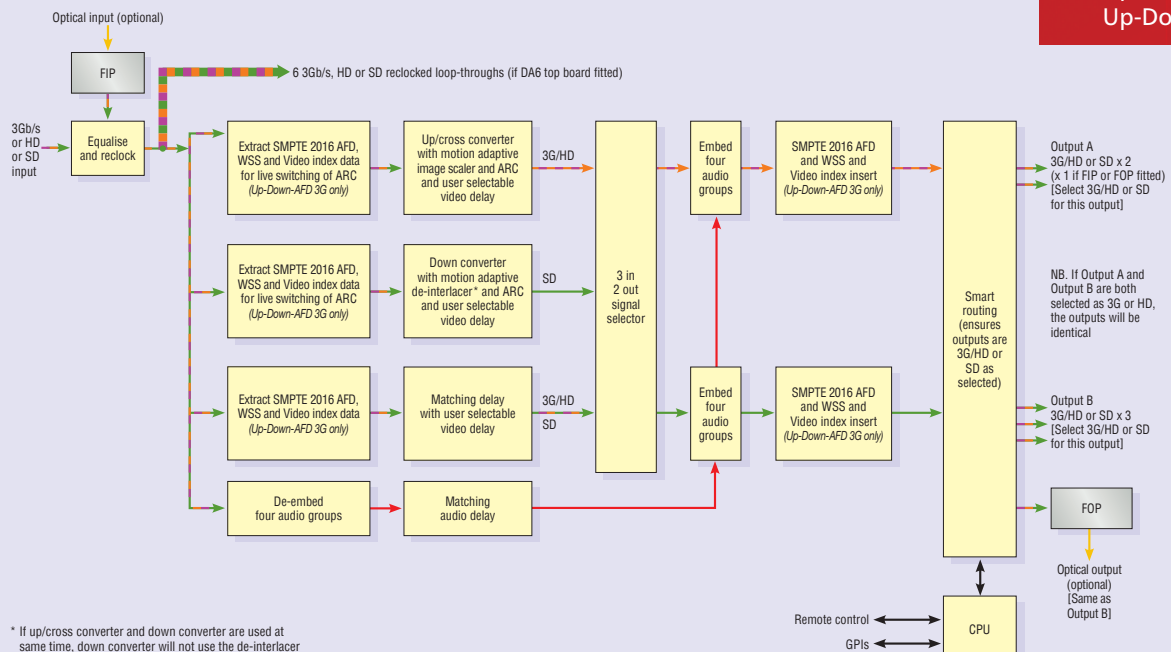 Up-Do
Optical input (optional)
FIP
6 3Gb/s, HD or SD reclocked loop-throughs (if DA6 top board fitted)
3Gb/s
or HD
or SD
input
Equalise
and reclock
Extract SMPTE 2016 AFD,
WSS and Video index data
for live switching of ARC
(Up-Down-AFD 3G only)
Up/cross converter
with motion adaptive
image scaler and ARC
and user selectable
video delay
3G/HD
Extract SMPTE 2016 AFD,
WSS and Video index data
for live switching of ARC
(Up-Down-AFD 3G only)
Down converter
with motion adaptive
de-interlacer* and ARC
and user selectable
video delay
SD
Extract SMPTE 2016 AFD,
WSS and Video index data
(Up-Down-AFD 3G only)
Matching delay
with user selectable
video delay
3G/HD
SD
De-embed
four audio groups
Matching
audio delay
3 in
2 out
signal
selector
Embed
four
audio
groups
SMPTE 2016 AFD
and WSS and
Video index insert
(Up-Down-AFD 3G only)
Embed
four
audio
groups
SMPTE 2016 AFD
and WSS and
Video index insert
(Up-Down-AFD 3G only)
Smart
routing
(ensures
outputs are
3G/HD or
SD as
selected)
Output A
3G/HD or SD x 2
(x 1 if FIP or FOP fitted)
[Select 3G/HD or SD
for this output]
NB. If Output A and
Output B are both
selected as 3G or HD,
the outputs will be
identical
Output B
3G/HD or SD x 3
[Select 3G/HD or SD
for this output]
FOP
Optical output
(optional)
[Same as
Output B]
Remote control
GPIs
CPU
* If up/cross converter and down converter are used at
same time, down converter will not use the de-interlacer